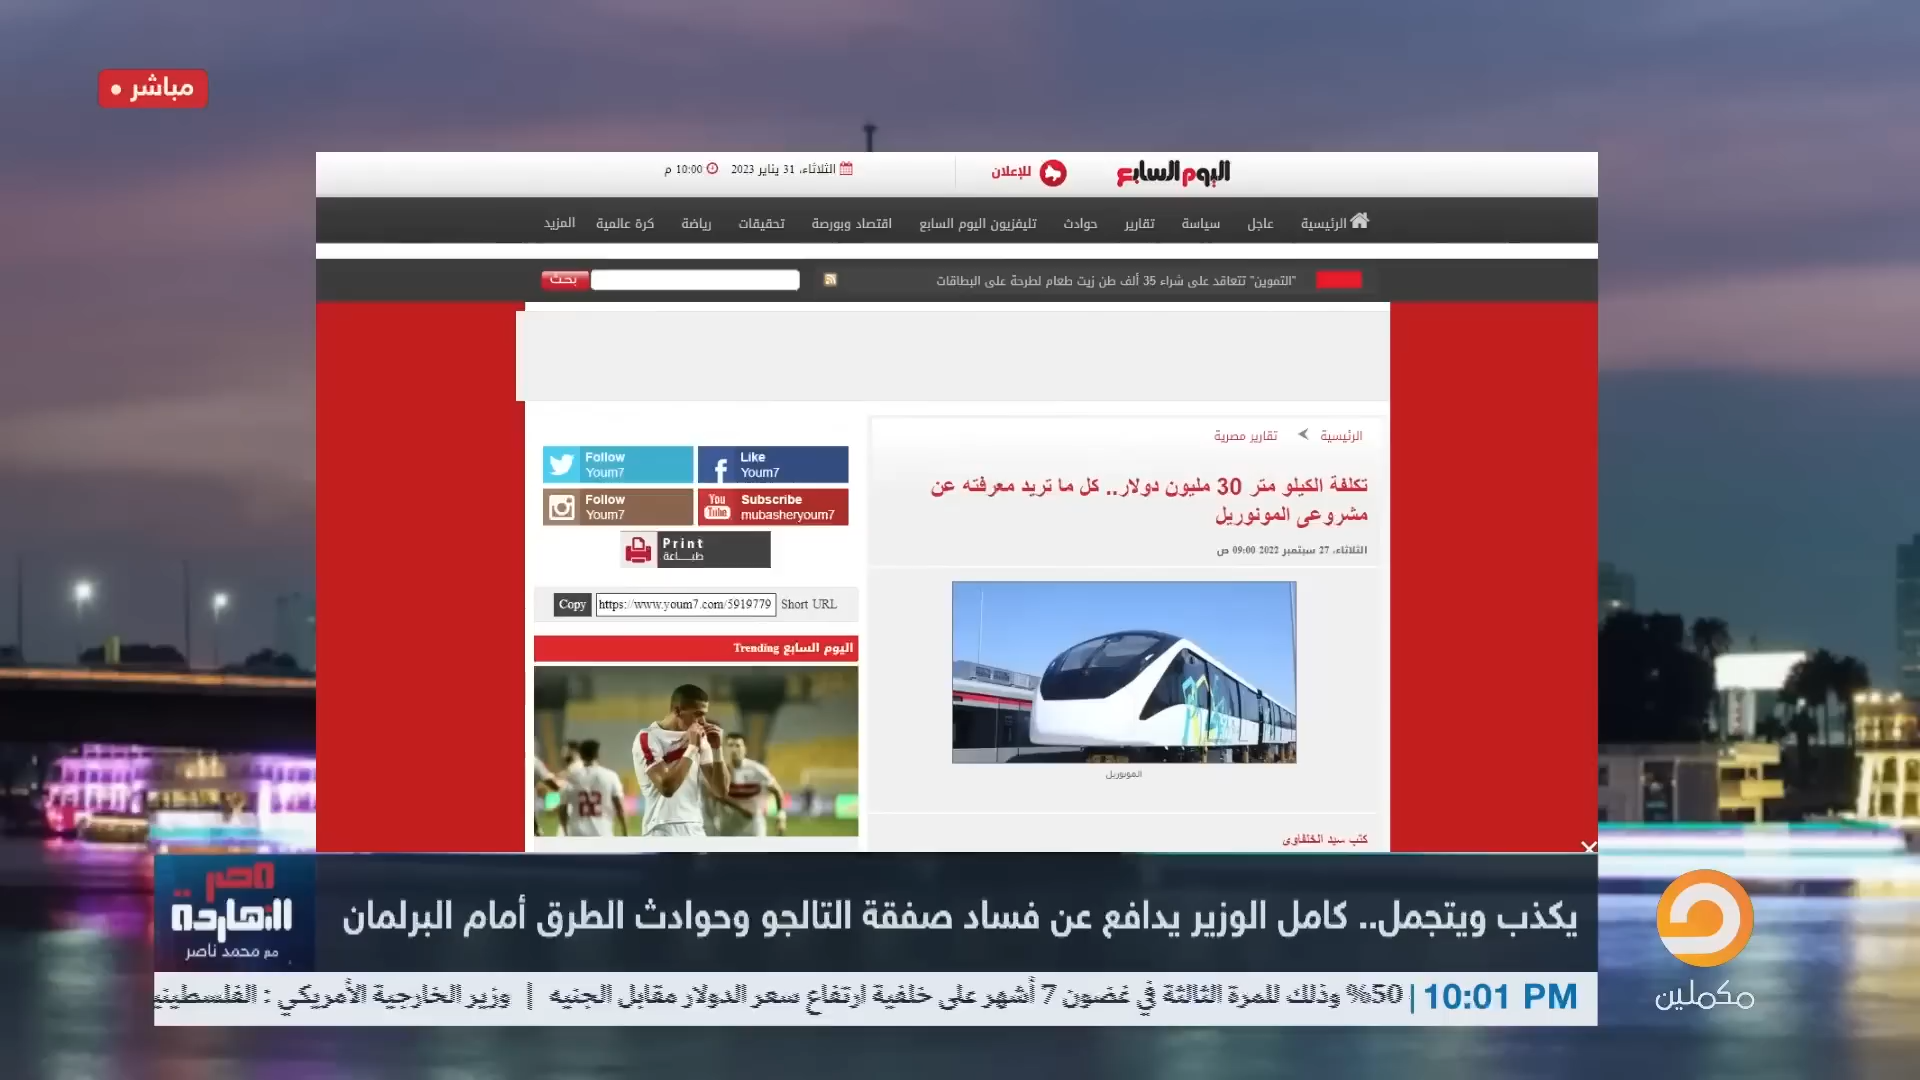 مباشر
الثلاثاء، 31 يناير 2023
10:00 م
للإعلان
اليوم السابع
الرئيسية
عاجل
سياسة
تقارير
حوادث
تليفزيون اليوم السابع
اقتصاد وبورصة
تحقيقات
رياضة
كرة عالمية
المزيد
"التموين" تتعاقد على شراء 35 ألف طن زيت طعام لطرحة على البطاقات
بحث
الرئيسية
تقارير مصرية
تكلفة الكيلو متر 30 مليون دولار.. كل ما تريد معرفته عن
مشروعى المونوريل
الثلاثاء، 27 سبتمبر 2022 09:00 ص
المونوريل
كتب سيد الخلفاوى
Follow
Youm7
Like
Youm7
Follow
Youm7
You Tube
Subscribe
mubasheryoum7
Print
طبـــاعة
Copy https://www.youm7.com/5919779 Short URL
اليوم السابع Trending
22
يكذب ويتجمل.. كامل الوزير يدافع عن فساد صفقة التالجو وحوادث الطرق أمام البرلمان
مصر
النهاردة
مع محمد ناصر
10:01 PM
50% وذلك للمرة الثالثة في غضون 7 أشهر على خلفية ارتفاع سعر الدولار مقابل الجنيه | وزير الخارجية الأمريكي :
مكملين